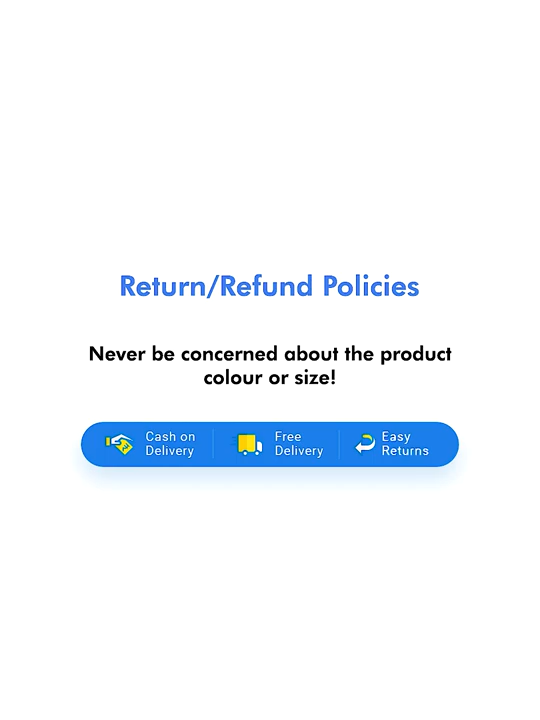 Return/Refund Policies
Never be concerned about the product
colour or size!
Cash on
Delivery
Free
Delivery
Easy
Returns